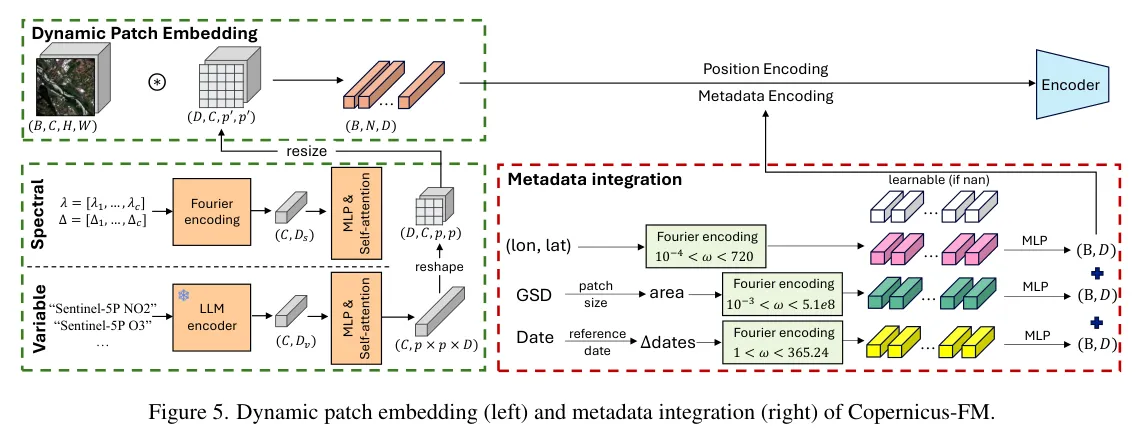 Dynamic Patch Embedding
(B, C, H, W)
(D, C, p′, p′)
(B, N, D)
resize
Position Encoding
Metadata Encoding
Encoder
Spectral
λ = [λ₁, … , λ_c]
Δ = [Δ₁, … , Δ_c]
Fourier
encoding
(C, D_s)
MLP &
Self-attention
(D, C, p, p)
reshape
Variable
“Sentinel-5P NO2”
“Sentinel-5P O3”
…
LLM
encoder
(C, D_v)
MLP &
Self-attention
(C, p × p × D)
Metadata integration
learnable (if nan)
(lon, lat)
Fourier encoding
10⁻⁴ < ω < 720
MLP
(B, D)
GSD
patch
size
area
Fourier encoding
10⁻³ < ω < 5.1e8
MLP
(B, D)
Date
reference
date
Δdates
Fourier encoding
1 < ω < 365.24
MLP
(B, D)
Figure 5. Dynamic patch embedding (left) and metadata integration (right) of Copernicus-FM.